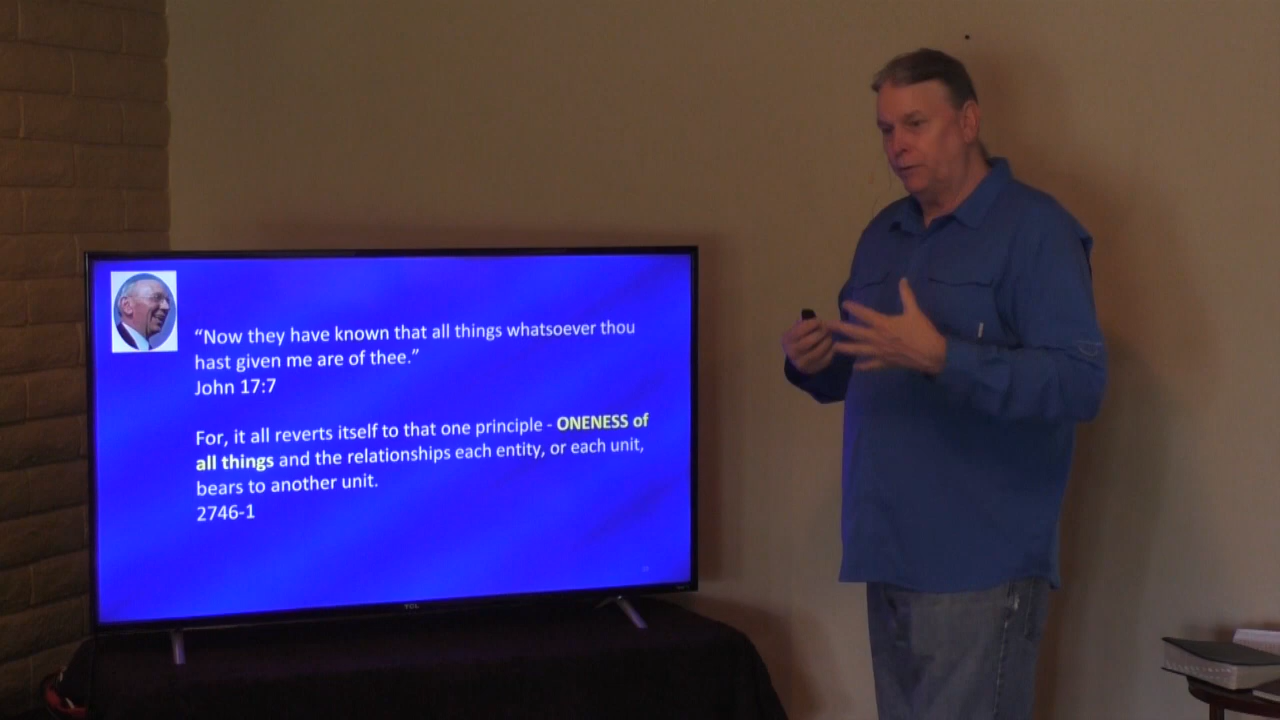 “Now they have known that all things whatsoever thou
hast given me are of thee.”
John 17:7
For, it all reverts itself to that one principle - ONENESS of
all things and the relationships each entity, or each unit,
bears to another unit.
2746-1
TCL